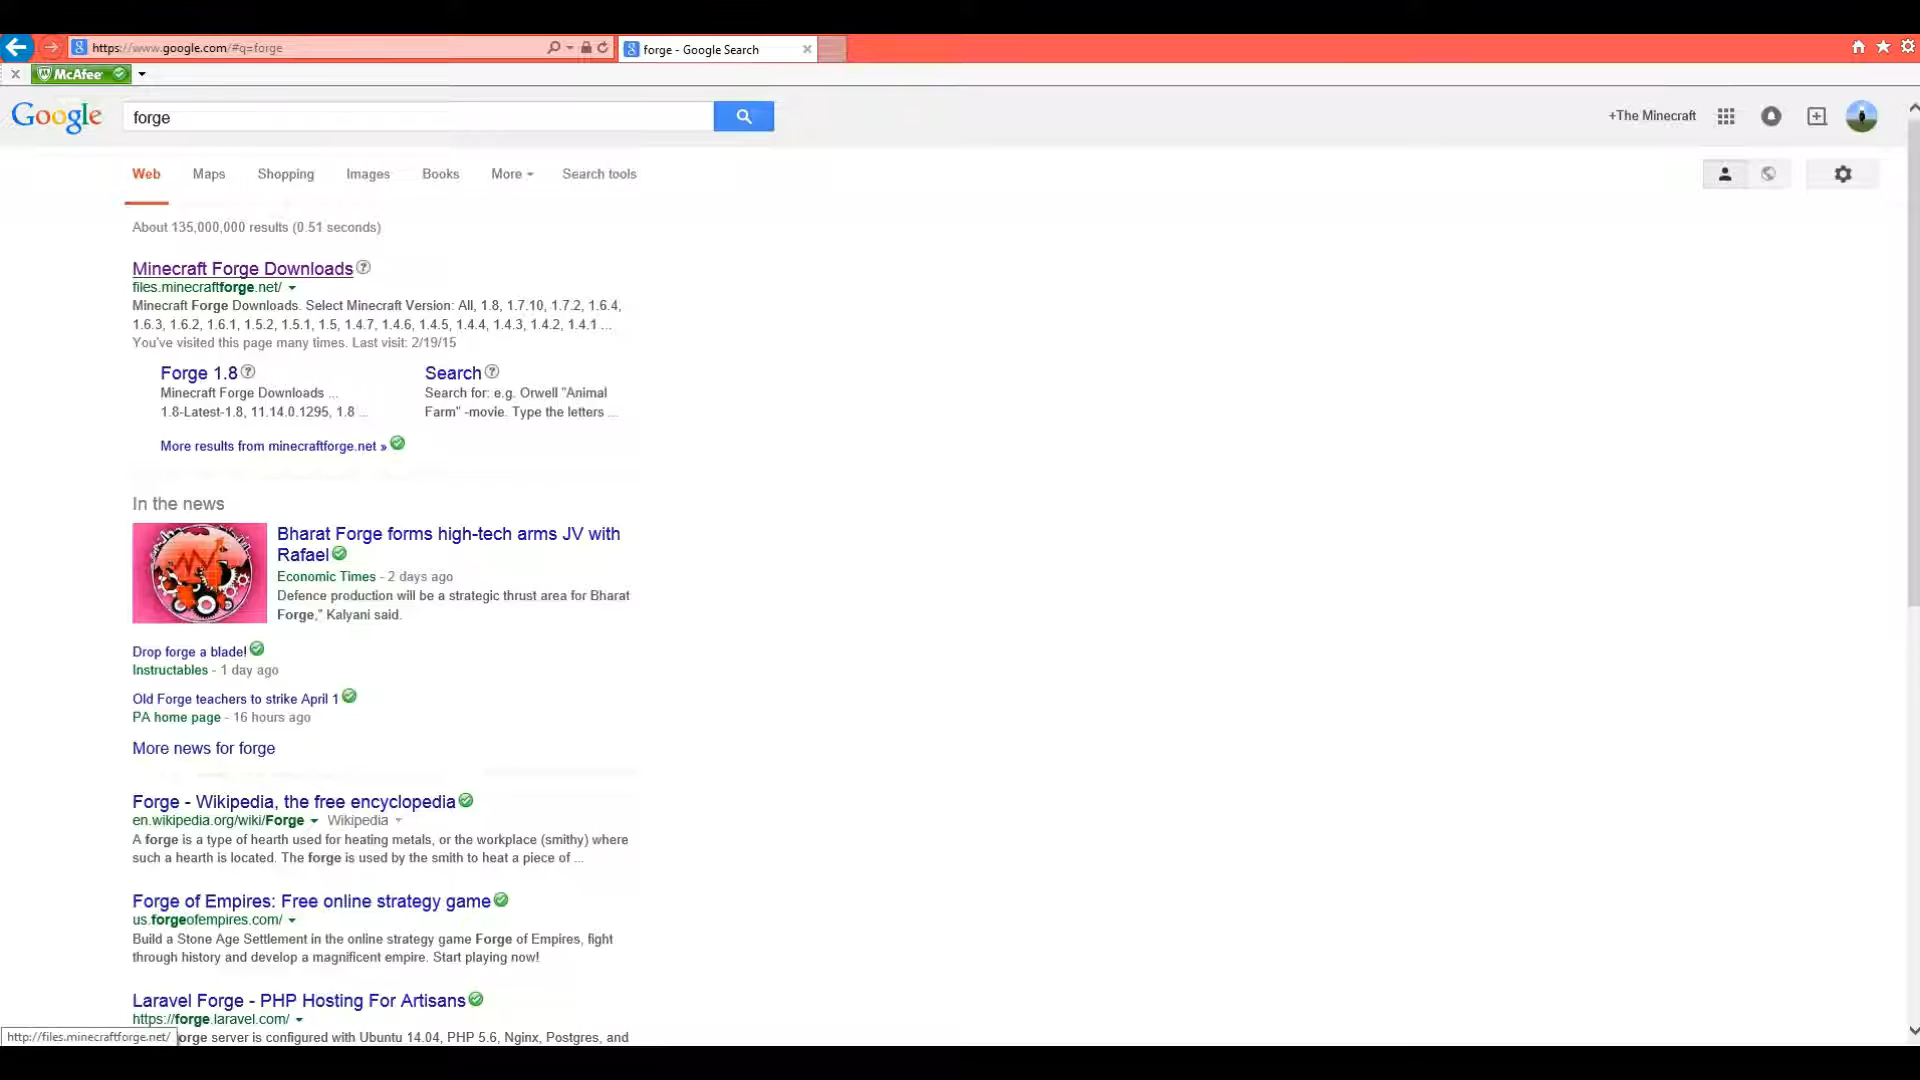 https://www.google.com/#q=forge
forge - Google Search
McAfee
Google
forge
+The Minecraft
Web Maps Shopping Images Books More Search tools
About 135,000,000 results (0.51 seconds)
Minecraft Forge Downloads
files.minecraftforge.net/
Minecraft Forge Downloads. Select Minecraft Version: All, 1.8, 1.7.10, 1.7.2, 1.6.4,
1.6.3, 1.6.2, 1.6.1, 1.5.2, 1.5.1, 1.5, 1.4.7, 1.4.6, 1.4.5, 1.4.4, 1.4.3, 1.4.2, 1.4.1 ...
You've visited this page many times. Last visit: 2/19/15
Forge 1.8
Minecraft Forge Downloads ...
1.8-Latest-1.8, 11.14.0.1295, 1.8 ...
Search
Search for: e.g. Orwell "Animal
Farm" -movie. Type the letters ...
More results from minecraftforge.net »
In the news
Bharat Forge forms high-tech arms JV with
Rafael
Economic Times - 2 days ago
Defence production will be a strategic thrust area for Bharat
Forge," Kalyani said.
Drop forge a blade!
Instructables - 1 day ago
Old Forge teachers to strike April 1
PA home page - 16 hours ago
More news for forge
Forge - Wikipedia, the free encyclopedia
en.wikipedia.org/wiki/Forge Wikipedia
A forge is a type of hearth used for heating metals, or the workplace (smithy) where
such a hearth is located. The forge is used by the smith to heat a piece of ...
Forge of Empires: Free online strategy game
us.forgeofempires.com/
Build a Stone Age Settlement in the online strategy game Forge of Empires, fight
through history and develop a magnificent empire. Start playing now!
Laravel Forge - PHP Hosting For Artisans
https://forge.laravel.com/
http://files.minecraftforge.net/
orge server is configured with Ubuntu 14.04, PHP 5.6, Nginx, Postgres, and